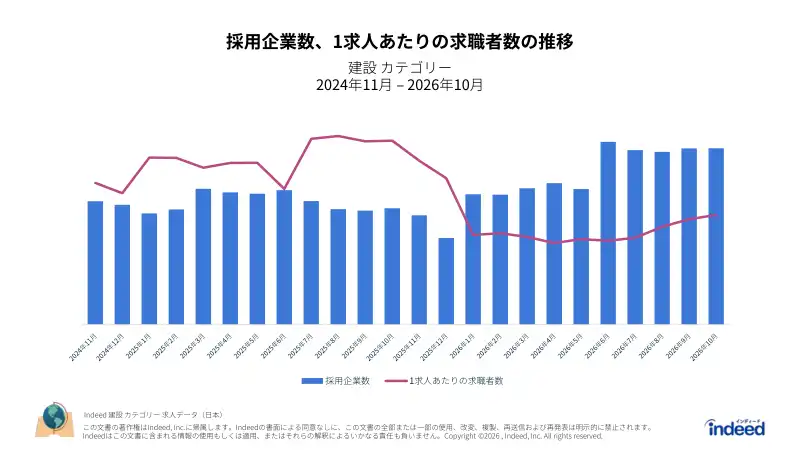 採用企業数、1求人あたりの求職者数の推移
建設 カテゴリー
2024年11月 – 2026年10月
2024年11月
2024年12月
2025年1月
2025年2月
2025年3月
2025年4月
2025年5月
2025年6月
2025年7月
2025年8月
2025年9月
2025年10月
2025年11月
2025年12月
2026年1月
2026年2月
2026年3月
2026年4月
2026年5月
2026年6月
2026年7月
2026年8月
2026年9月
2026年10月
採用企業数
1求人あたりの求職者数
Indeed 建設 カテゴリー 求人データ（日本）
この文書の著作権はIndeed, Inc.に帰属します。Indeedの書面による同意なしに、この文書の全部または一部の使用、改変、複製、再送信および再発表は明示的に禁止されます。
Indeedはこの文書に含まれる情報の使用もしくは適用、またはそれらの解釈によるいかなる責任も負いません。Copyright ©2026 , Indeed, Inc. All rights reserved.
インディード
indeed